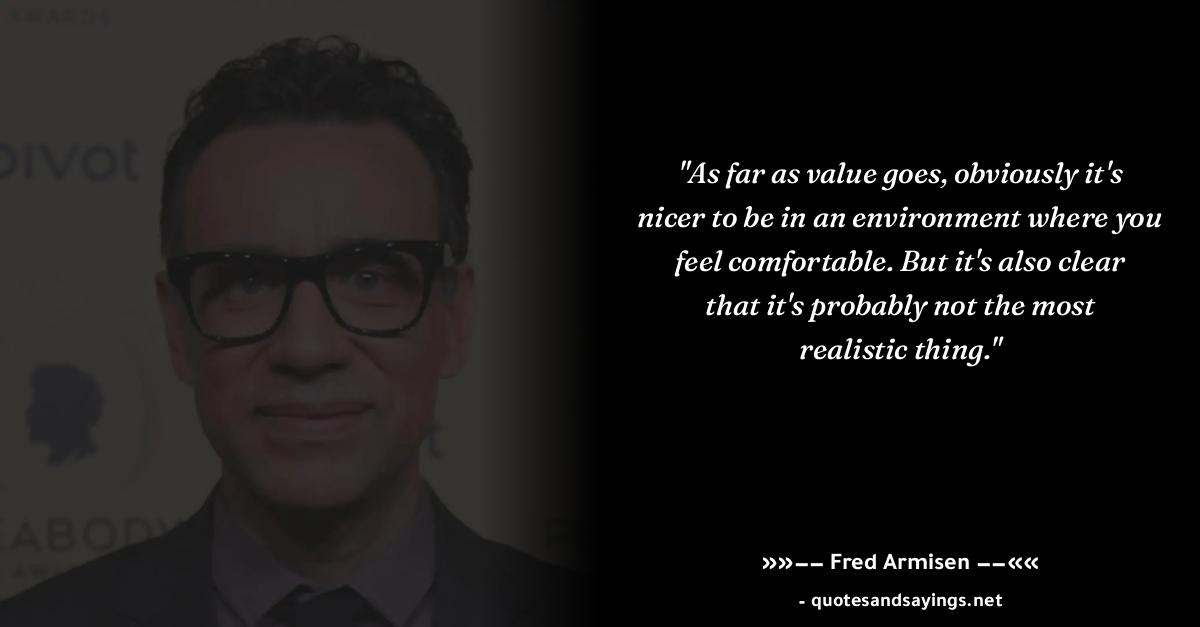 AWARDS
pivot
EABODY
"As far as value goes, obviously it's
nicer to be in an environment where you
feel comfortable. But it's also clear
that it's probably not the most
realistic thing."
»»−− Fred Armisen −−««
- quotesandsayings.net